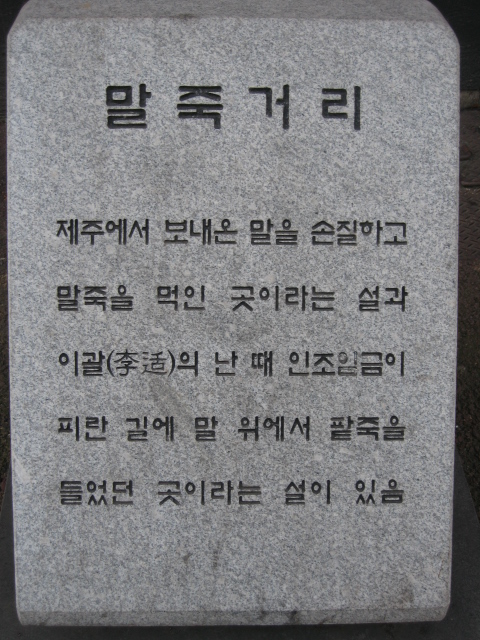 말죽거리
제주에서 보내온 말을 손질하고
말죽을 먹인 곳이라는 설과
이괄(李适)의 난 때 인조임금이
피란 길에 말 위에서 팥죽을
들었던 곳이라는 설이 있음